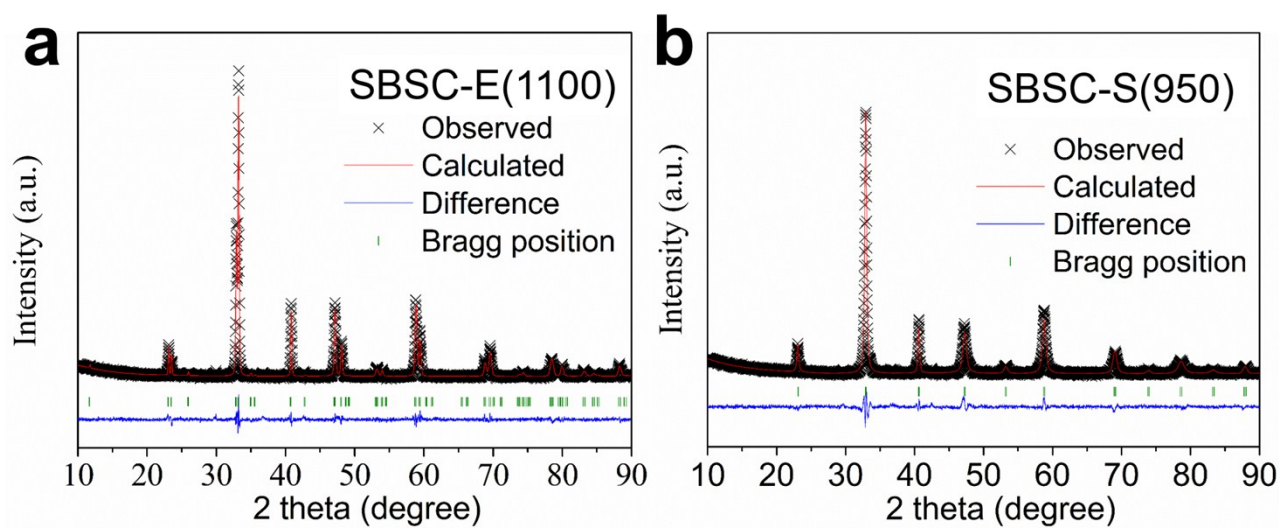 a
SBSC-E(1100)
Observed
Calculated
Difference
Bragg position
Intensity (a.u.)
10 20 30 40 50 60 70 80 90
2 theta (degree)
b
SBSC-S(950)
Observed
Calculated
Difference
Bragg position
Intensity (a.u.)
10 20 30 40 50 60 70 80 90
2 theta (degree)